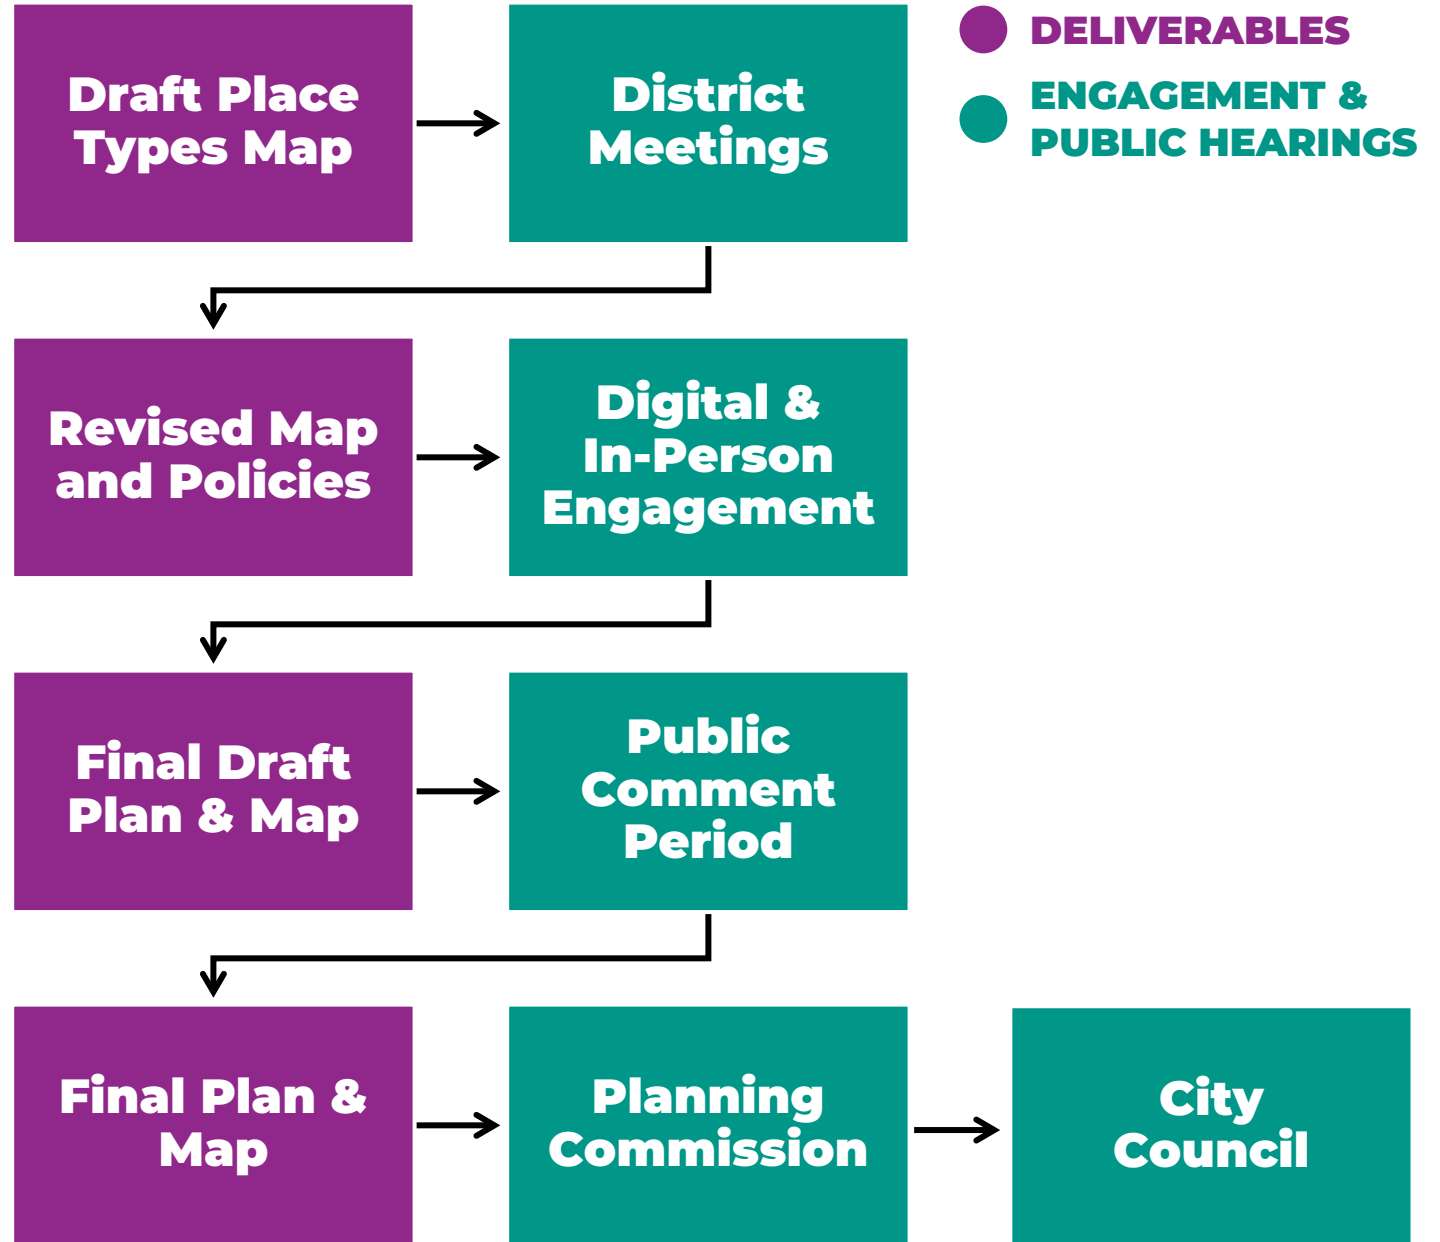 Draft Place
Types Map
District
Meetings
DELIVERABLES
ENGAGEMENT &
PUBLIC HEARINGS
Revised Map
and Policies
Digital &
In-Person
Engagement
Final Draft
Plan & Map
Public
Comment
Period
Final Plan &
Map
Planning
Commission
City
Council